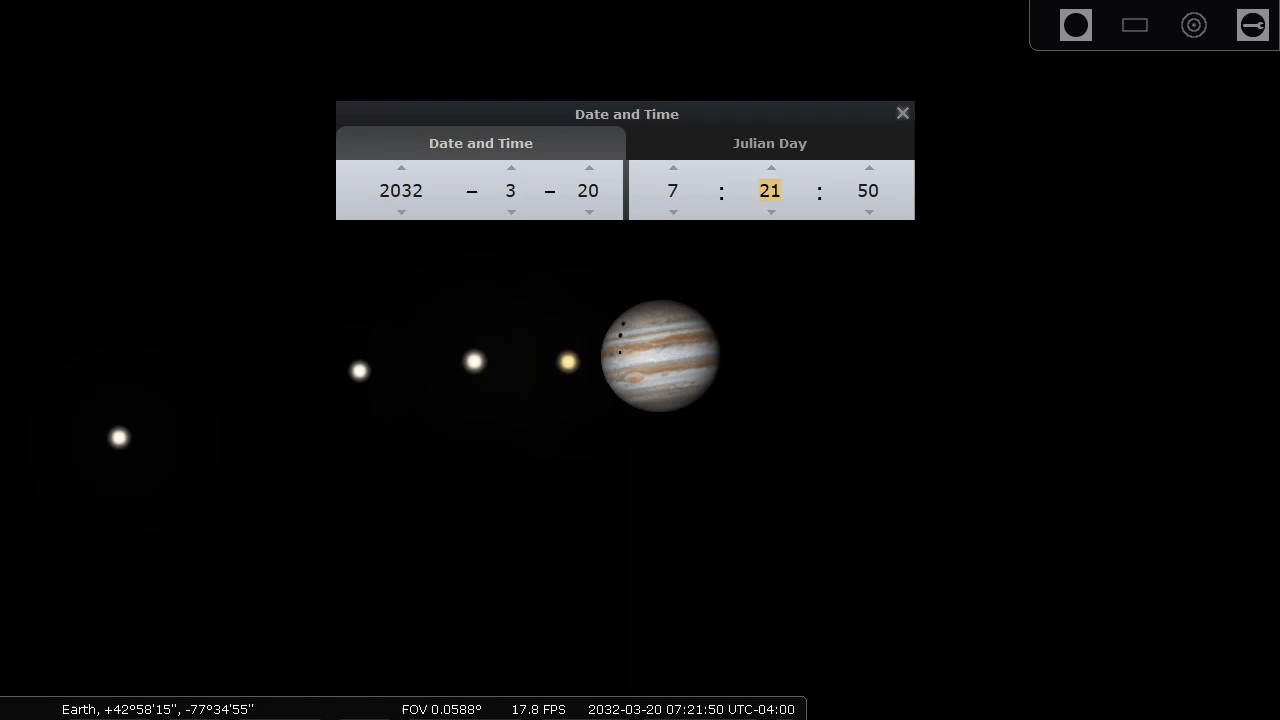 Date and Time
Date and Time Julian Day
2032 – 3 – 20 7 : 21 : 50
Earth, +42°58'15", -77°34'55" FOV 0.0588° 17.8 FPS 2032-03-20 07:21:50 UTC-04:00